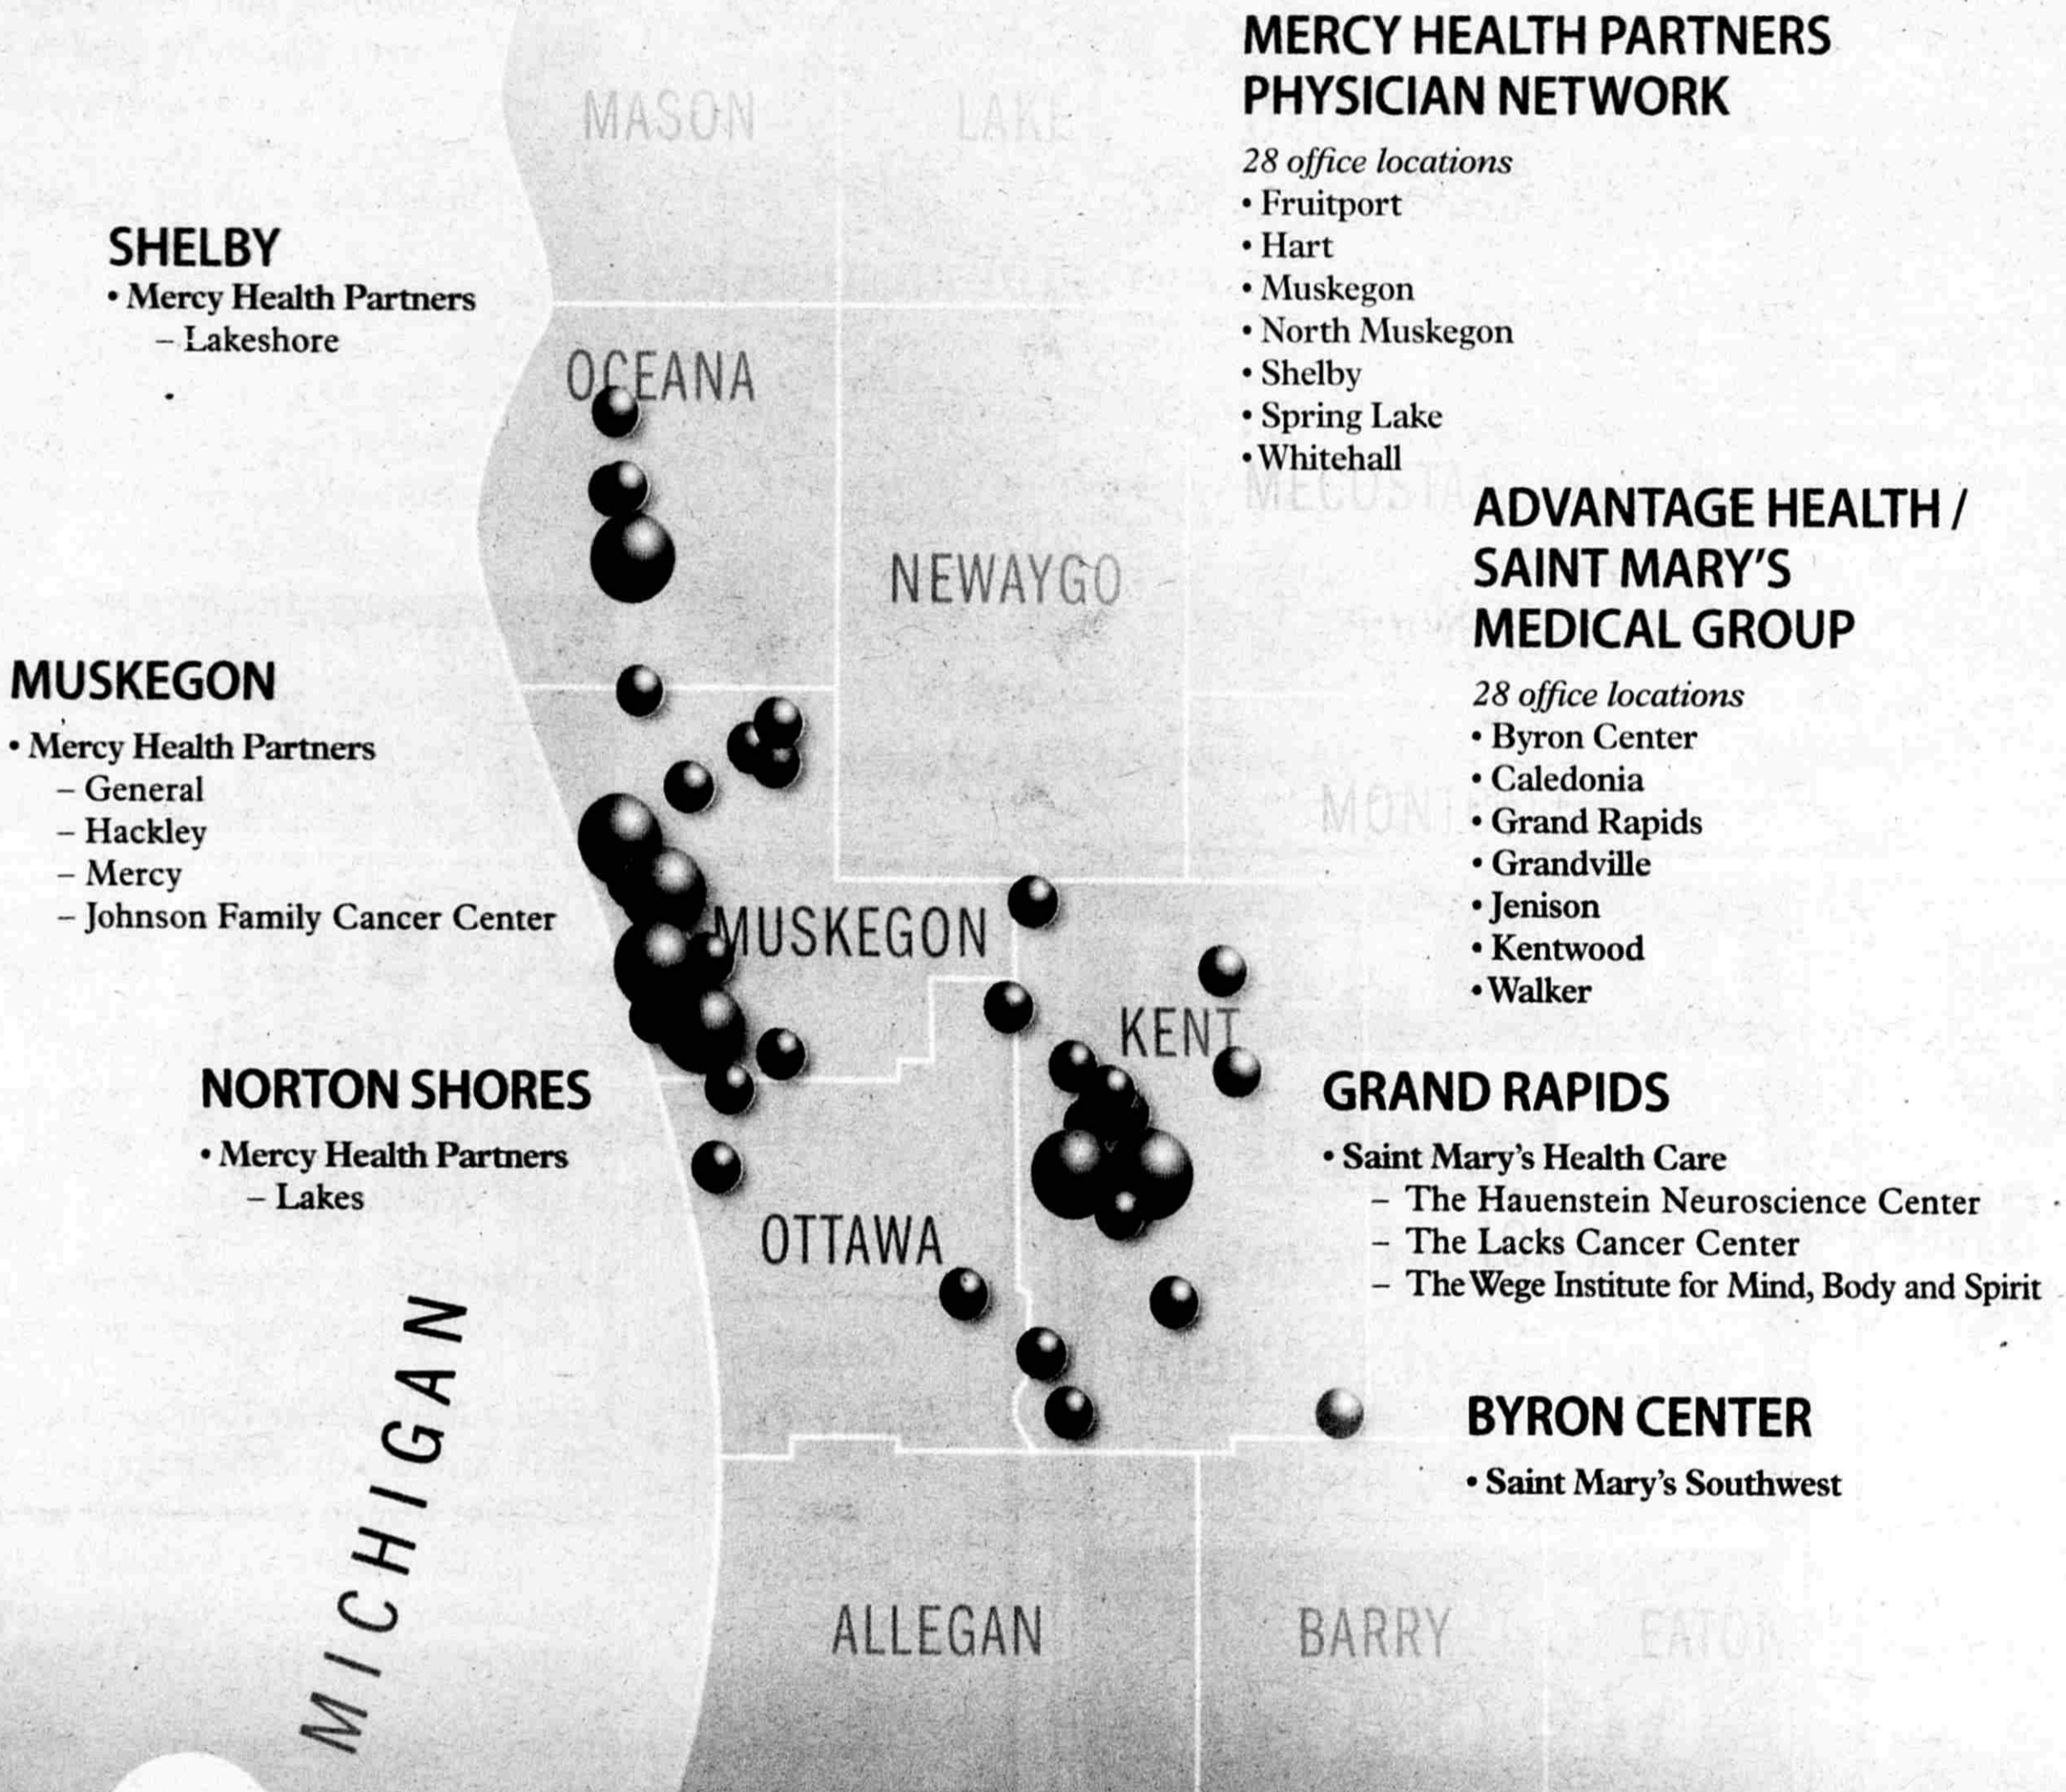 MERCY HEALTH PARTNERS
PHYSICIAN NETWORK
28 office locations
• Fruitport
• Hart
• Muskegon
• North Muskegon
• Shelby
• Spring Lake
• Whitehall
ADVANTAGE HEALTH /
SAINT MARY'S
MEDICAL GROUP
28 office locations
• Byron Center
• Caledonia
• Grand Rapids
• Grandville
• Jenison
• Kentwood
• Walker
GRAND RAPIDS
• Saint Mary's Health Care
– The Hauenstein Neuroscience Center
– The Lacks Cancer Center
– The Wege Institute for Mind, Body and Spirit
BYRON CENTER
• Saint Mary's Southwest
SHELBY
• Mercy Health Partners
– Lakeshore
MUSKEGON
• Mercy Health Partners
– General
– Hackley
– Mercy
– Johnson Family Cancer Center
NORTON SHORES
• Mercy Health Partners
– Lakes
MICHIGAN
MASON
LAKE
OCEANA
NEWAYGO
MECOSTA
MUSKEGON
KENT
OTTAWA
ALLEGAN
BARRY
EATON